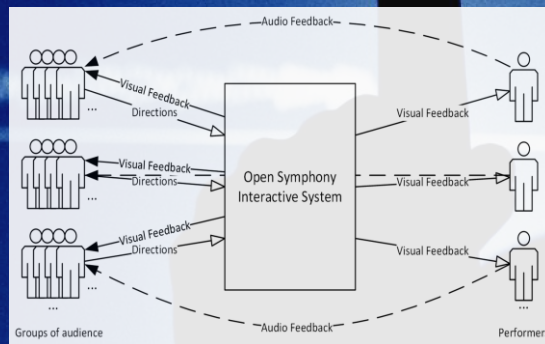 Audio Feedback
Visual Feedback
Directions
Visual Feedback
...
Visual Feedback
Directions
Open Symphony
Interactive System
Visual Feedback
...
Visual Feedback
Directions
Visual Feedback
...
...
...
Audio Feedback
Groups of audience
Performer